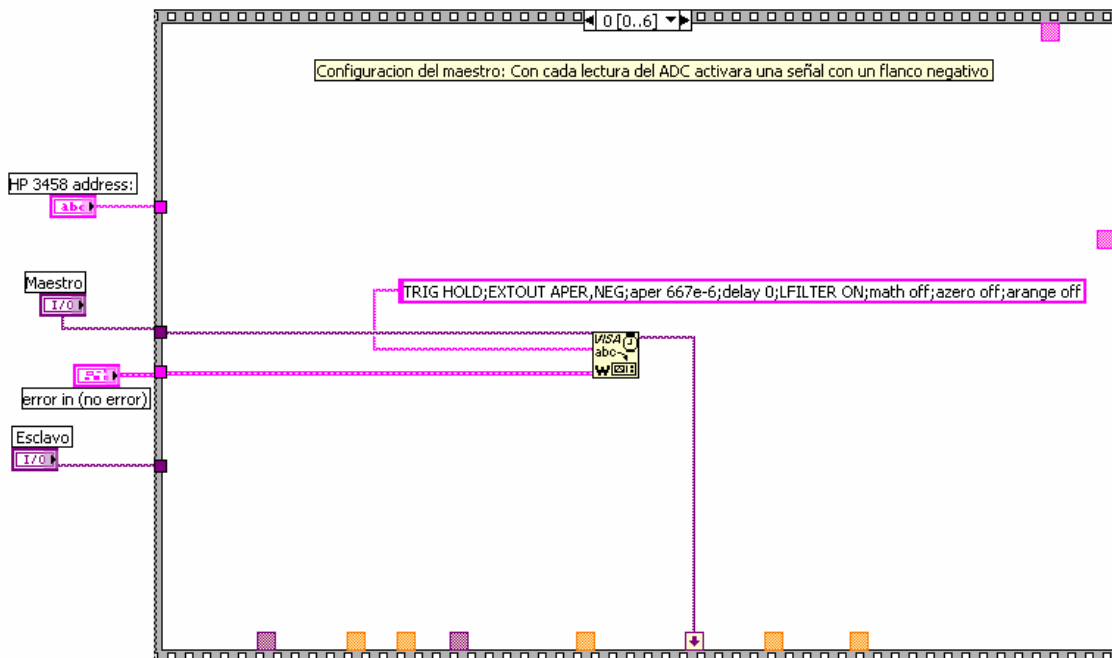 0 [0..6]
Configuracion del maestro: Con cada lectura del ADC activara una señal con un flanco negativo
HP 3458 address:
abc
Maestro
I/O
TRIG HOLD;EXTOUT APER,NEG;aper 667e-6;delay 0;LFILTER ON;math off;azero off;arange off
VISA
abc
W
error in (no error)
Esclavo
I/O